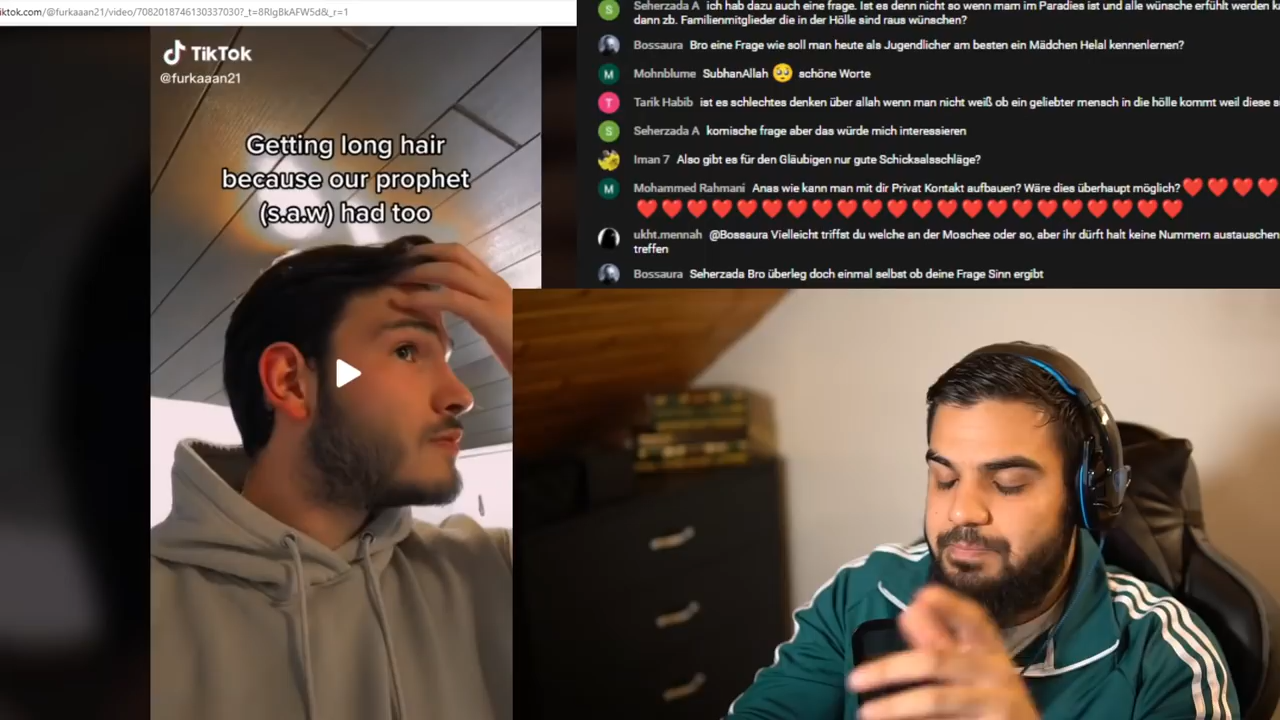 iktok.com/@furkaaan21/video/7082018746130337030?_t=8RlgBkAFW5d&_r=1
TikTok
@furkaaan21
Getting long hair
because our prophet
(s.a.w) had too
S Seherzada A ich hab dazu auch eine frage. Ist es denn nicht so wenn mam im Paradies ist und alle wünsche erfühlt werden
dann zb. Familienmitglieder die in der Hölle sind raus wünschen?
Bossaura Bro eine Frage wie soll man heute als Jugendlicher am besten ein Mädchen Helal kennenlernen?
M Mohnblume SubhanAllah 🥺 schöne Worte
T Tarik Habib ist es schlechtes denken über allah wenn man nicht weiß ob ein geliebter mensch in die hölle kommt weil diese
S Seherzada A komische frage aber das würde mich interessieren
Iman 7 Also gibt es für den Gläubigen nur gute Schicksalsschläge?
M Mohammed Rahmani Anas wie kann man mit dir Privat Kontakt aufbauen? Wäre dies überhaupt möglich? ❤️❤️❤️❤️
❤️❤️❤️❤️❤️❤️❤️❤️❤️❤️❤️❤️❤️❤️❤️❤️❤️❤️❤️❤️❤️❤️
ukht.mennah @Bossaura Vielleicht triffst du welche an der Moschee oder so, aber ihr dürft halt keine Nummern austauschen
treffen
Bossaura Seherzada Bro überleg doch einmal selbst ob deine Frage Sinn ergibt